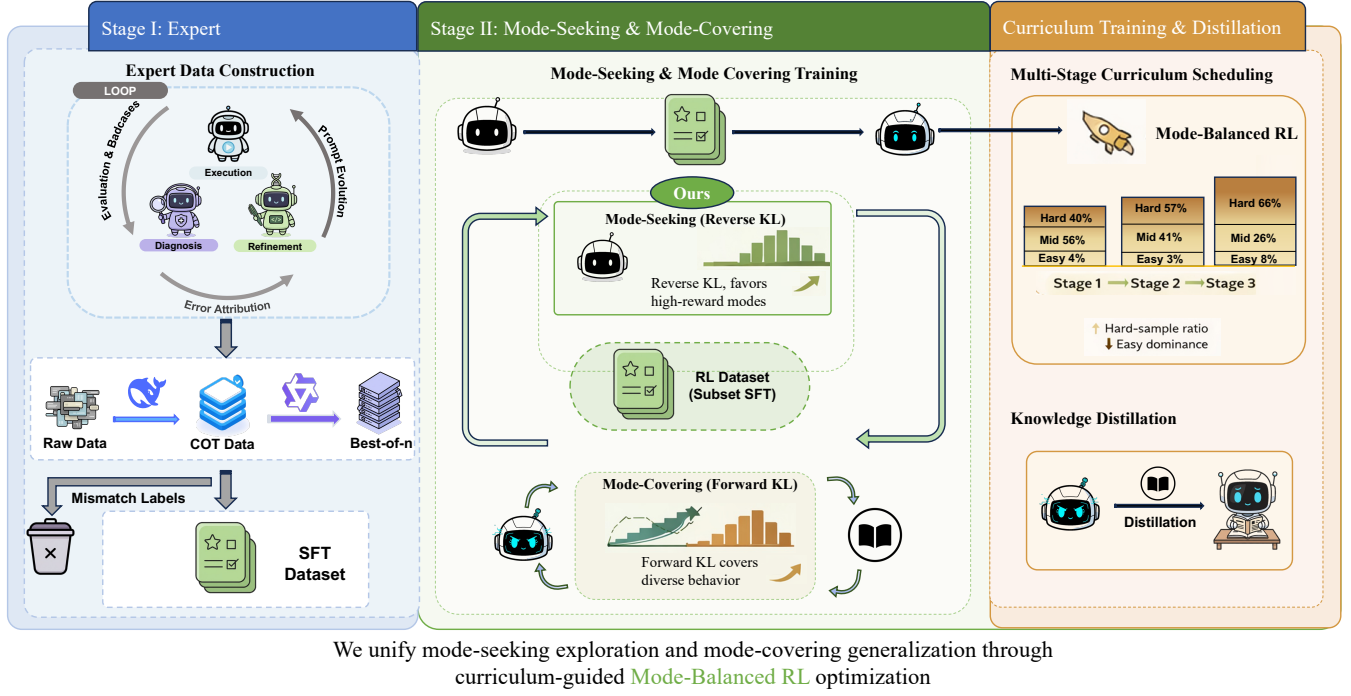 Stage I: Expert
Stage II: Mode-Seeking & Mode-Covering
Curriculum Training & Distillation
Expert Data Construction
LOOP
Evaluation & Badcases
Prompt Evolution
Execution
Diagnosis
Refinement
Error Attribution
Raw Data
COT Data
Best-of-n
Mismatch Labels
SFT
Dataset
Mode-Seeking & Mode Covering Training
Ours
Mode-Seeking (Reverse KL)
Reverse KL, favors
high-reward modes
RL Dataset
(Subset SFT)
Mode-Covering (Forward KL)
Forward KL covers
diverse behavior
Multi-Stage Curriculum Scheduling
Mode-Balanced RL
Hard 40%
Mid 56%
Easy 4%
Hard 57%
Mid 41%
Easy 3%
Hard 66%
Mid 26%
Easy 8%
Stage 1
Stage 2
Stage 3
↑ Hard-sample ratio
⬇ Easy dominance
Knowledge Distillation
Distillation
We unify mode-seeking exploration and mode-covering generalization through
curriculum-guided Mode-Balanced RL optimization